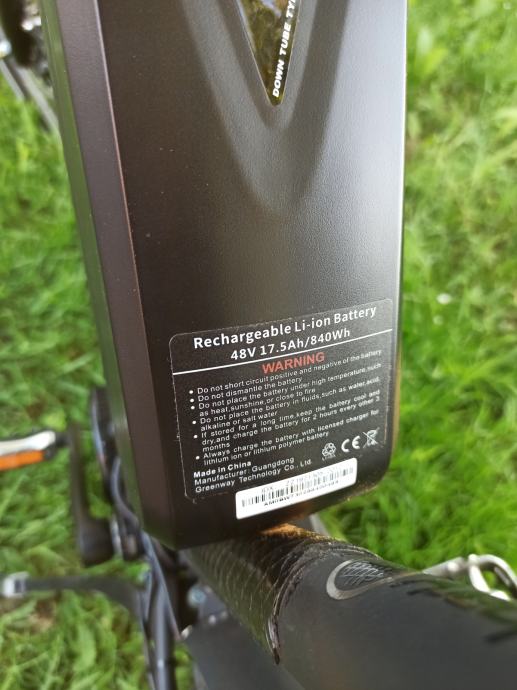 DOWN TUBE
Rechargeable Li-ion Battery
48V 17.5Ah/840Wh
WARNING
• Do not short circuit positive and negative of the battery
• Do not dismantle the battery
• Do not place the battery under high temperature,such
as heat,sunshine,or close to fire
• Do not place the battery in fluids,such as water,acid,
alkaline or salt water
• If stored for a long time,keep the battery cool and
dry,and charge the battery for 2 hours every other 3
months
• Always charge the battery with licensed charger for
lithium ion or lithium polymer battery
Made in China
Manufacturer: Guangdong
Greenway Technology Co., Ltd.
CE